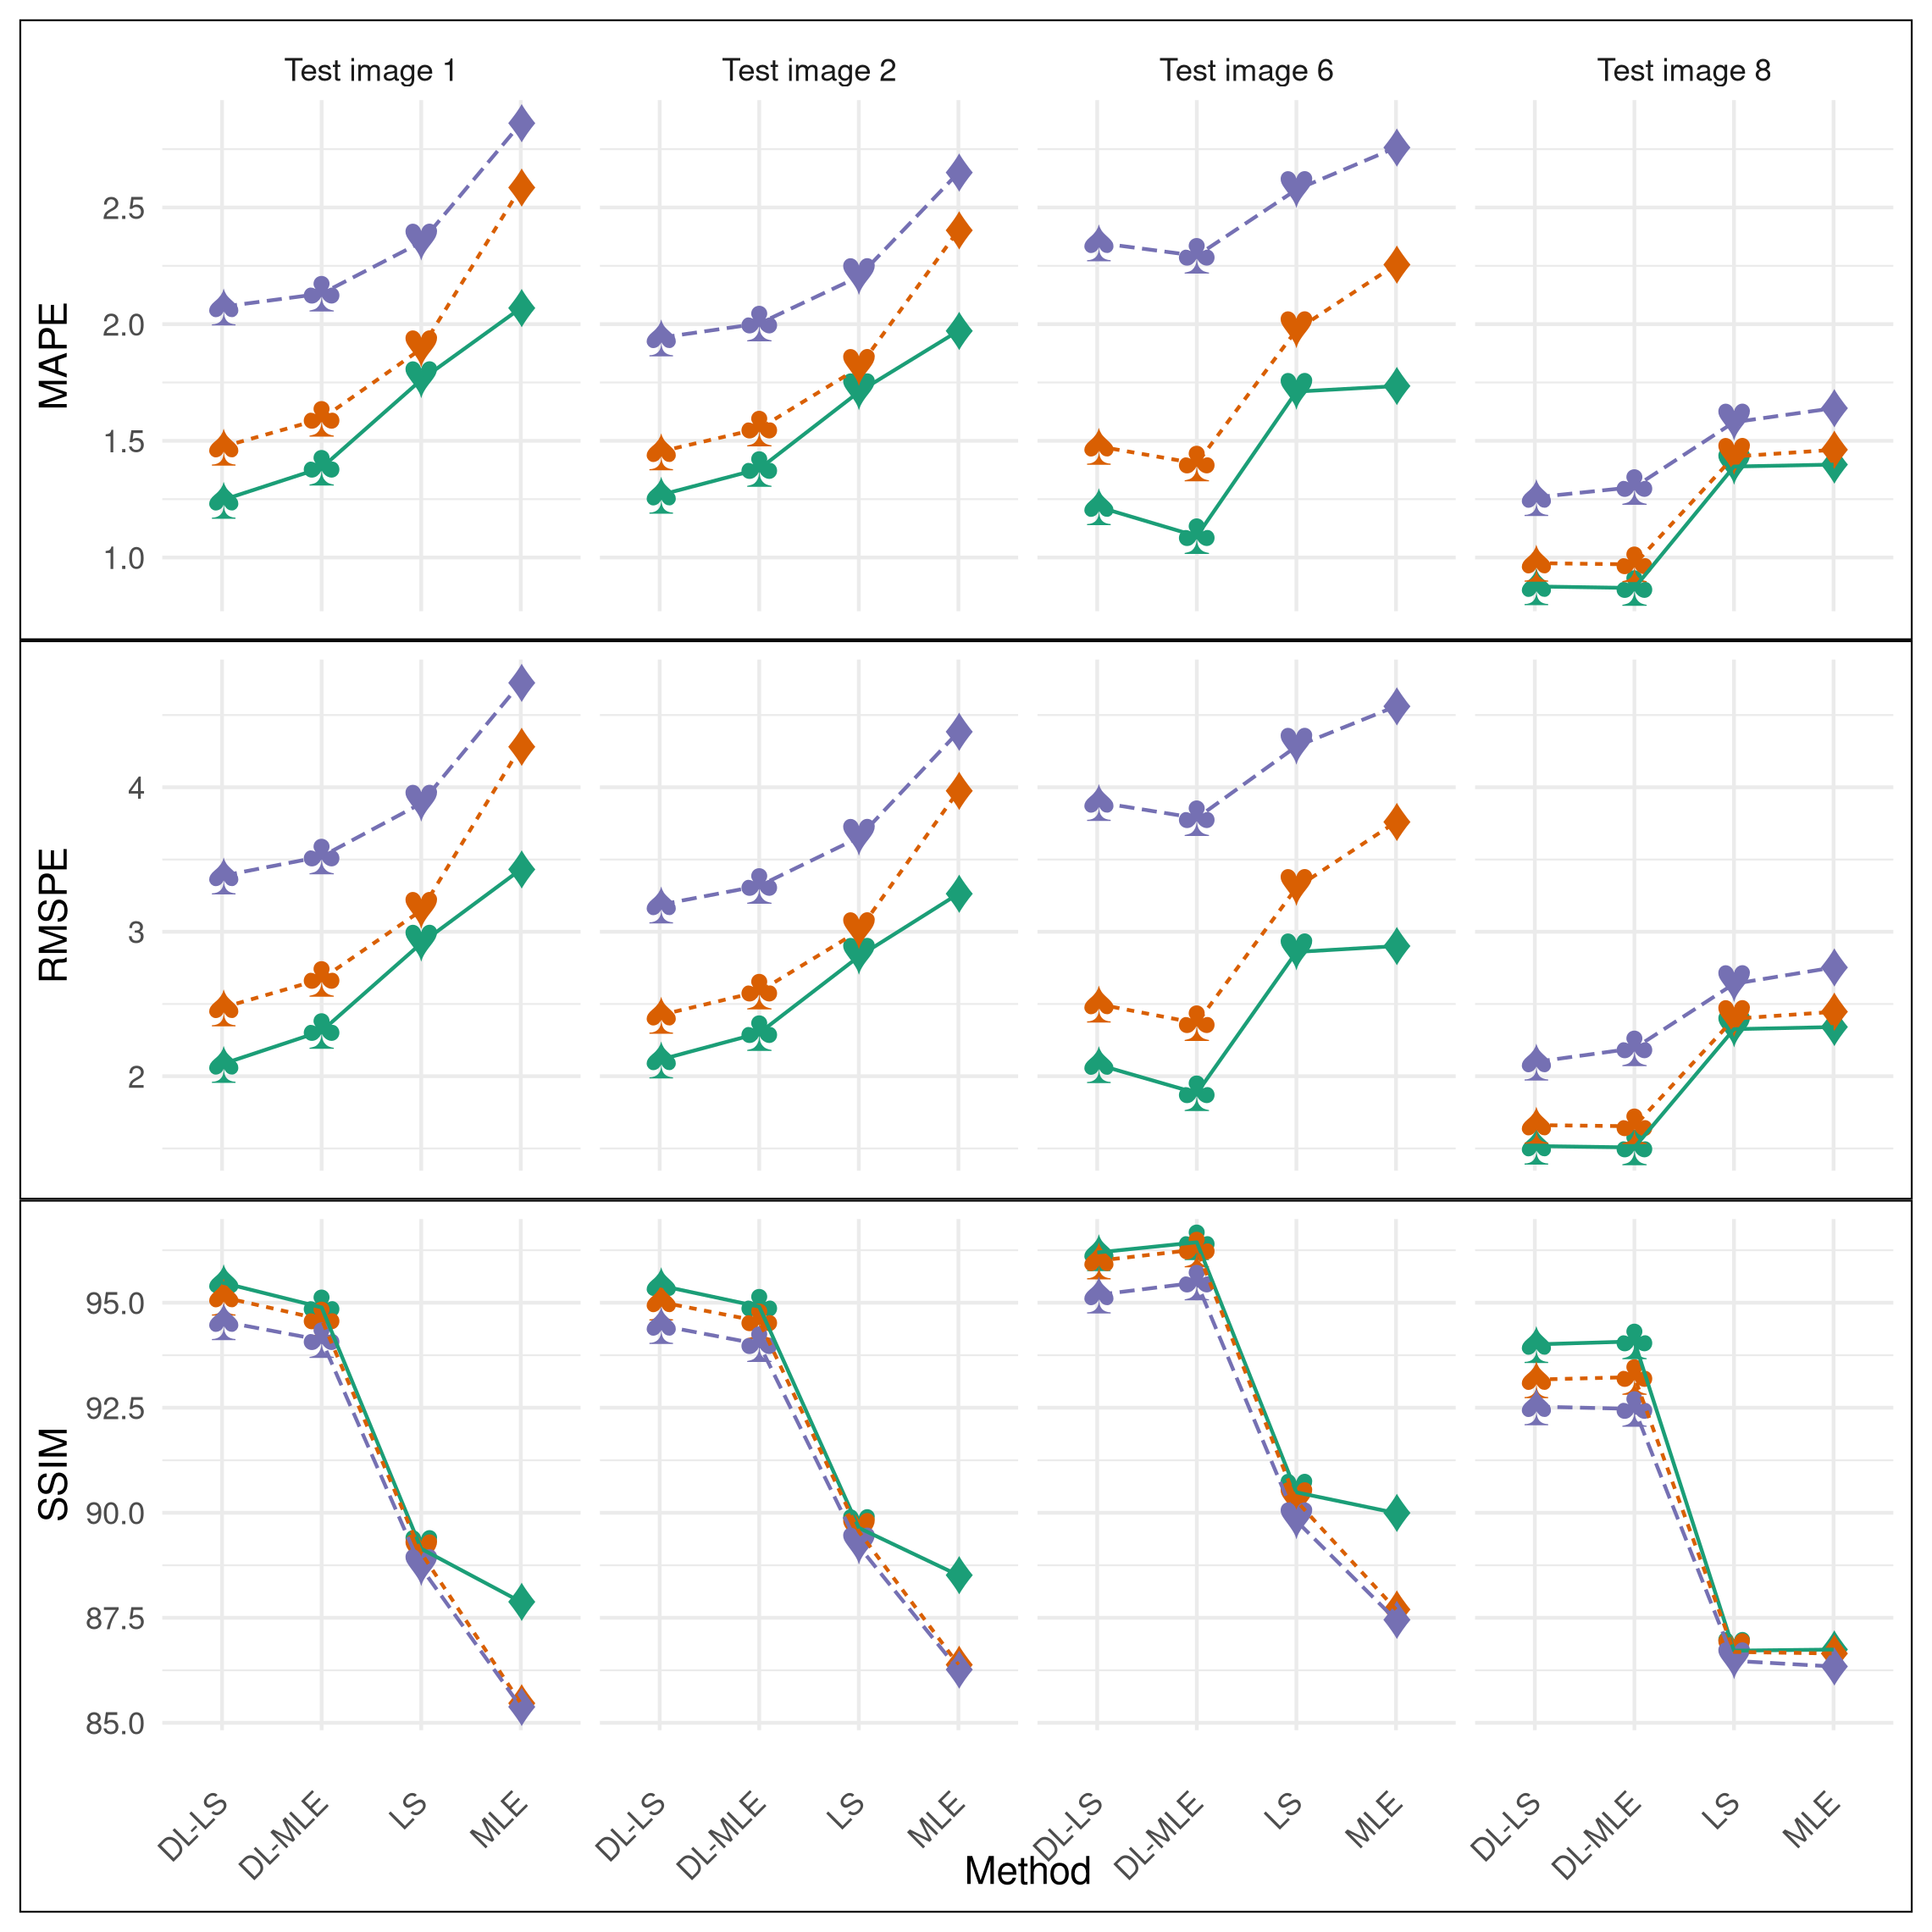 Test image 1
Test image 2
Test image 6
Test image 8
MAPE
2.5
2.0
1.5
1.0
RMSPE
4
3
2
SSIM
95.0
92.5
90.0
87.5
85.0
DL-LS
DL-MLE
LS
MLE
DL-LS
DL-MLE
LS
MLE
DL-LS
DL-MLE
LS
MLE
DL-LS
DL-MLE
LS
MLE
Method